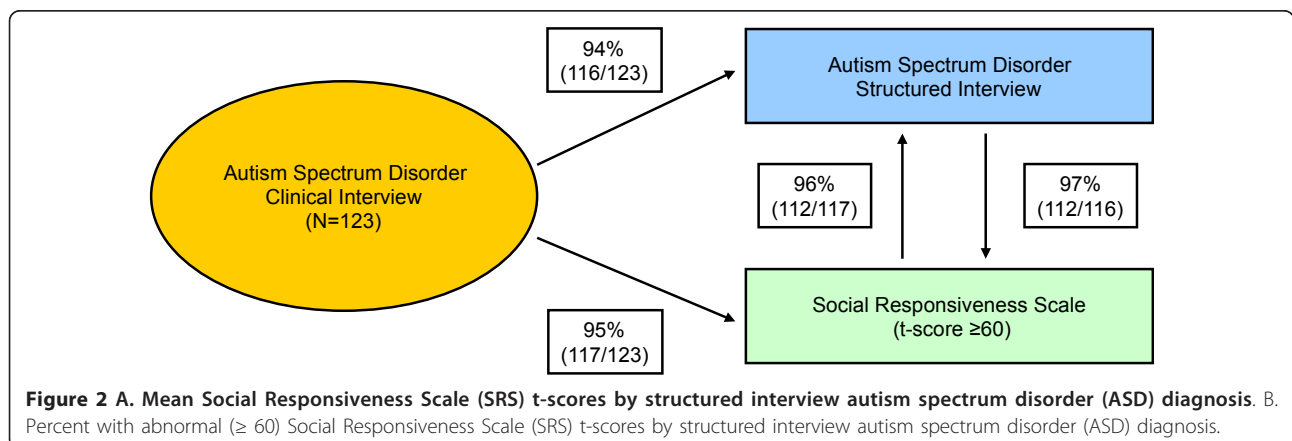 94%
(116/123)
Autism Spectrum Disorder
Structured Interview
Autism Spectrum Disorder
Clinical Interview
(N=123)
96%
(112/117)
97%
(112/116)
95%
(117/123)
Social Responsiveness Scale
(t-score ≥60)
Figure 2 A. Mean Social Responsiveness Scale (SRS) t-scores by structured interview autism spectrum disorder (ASD) diagnosis. B.
Percent with abnormal (≥ 60) Social Responsiveness Scale (SRS) t-scores by structured interview autism spectrum disorder (ASD) diagnosis.